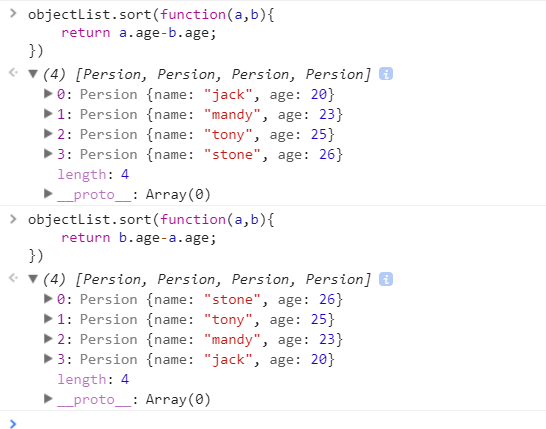 objectList.sort(function(a,b){
return a.age-b.age;
})
(4) [Persion, Persion, Persion, Persion] i
0: Persion {name: "jack", age: 20}
1: Persion {name: "mandy", age: 23}
2: Persion {name: "tony", age: 25}
3: Persion {name: "stone", age: 26}
length: 4
__proto__: Array(0)
objectList.sort(function(a,b){
return b.age-a.age;
})
(4) [Persion, Persion, Persion, Persion] i
0: Persion {name: "stone", age: 26}
1: Persion {name: "tony", age: 25}
2: Persion {name: "mandy", age: 23}
3: Persion {name: "jack", age: 20}
length: 4
__proto__: Array(0)